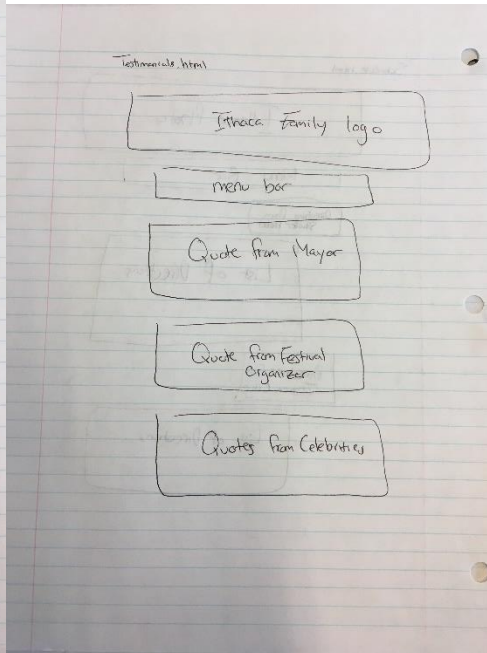 Testimonials.html
Ithaca Family logo
menu bar
Quote from Mayor
Quote from Festival
Organizer
Quotes from Celebrities